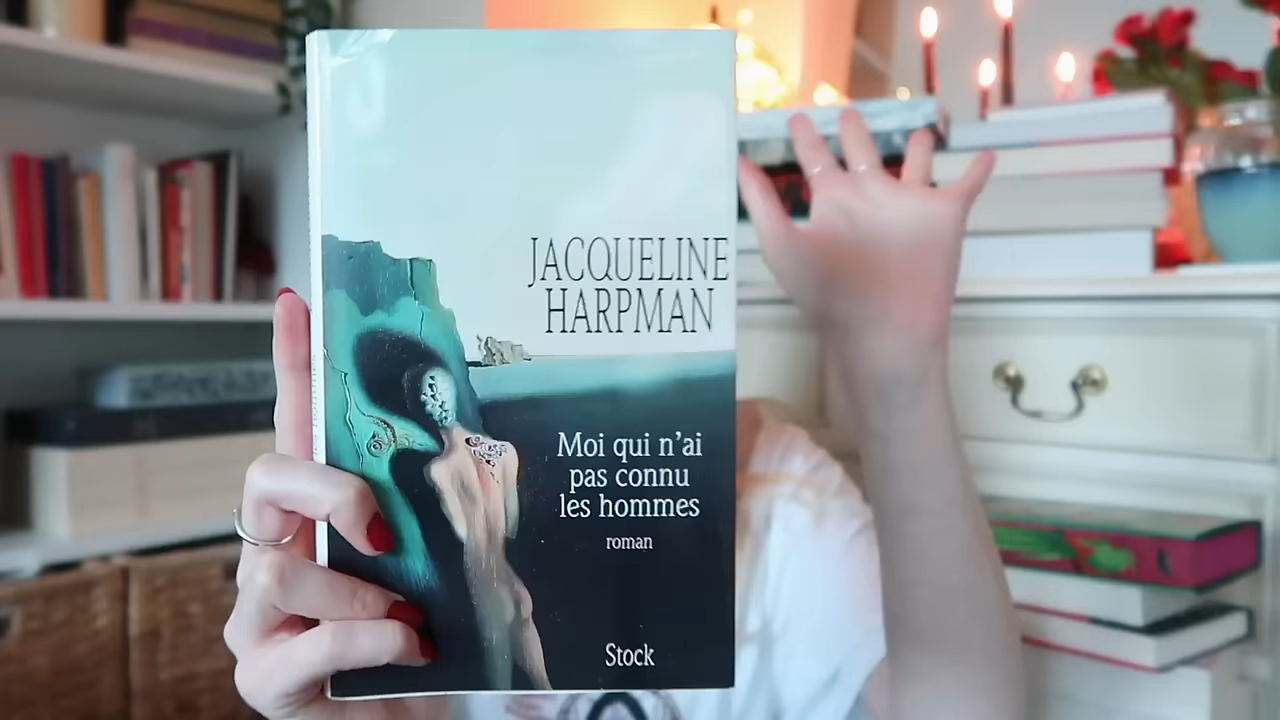 JACQUELINE
HARPMAN
Moi qui n'ai
pas connu
les hommes
roman
Stock